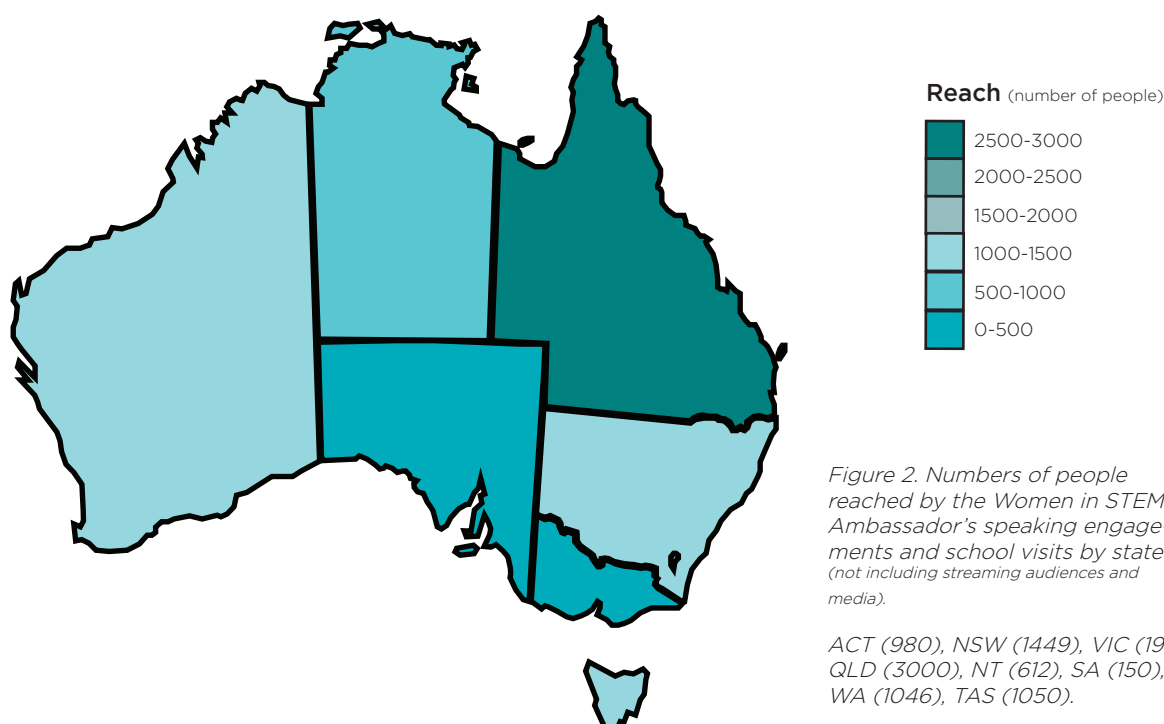 Reach (number of people)
2500-3000
2000-2500
1500-2000
1000-1500
500-1000
0-500
Figure 2. Numbers of people
reached by the Women in STEM
Ambassador’s speaking engage
ments and school visits by state
(not including streaming audiences and
media).
ACT (980), NSW (1449), VIC (19
QLD (3000), NT (612), SA (150),
WA (1046), TAS (1050).